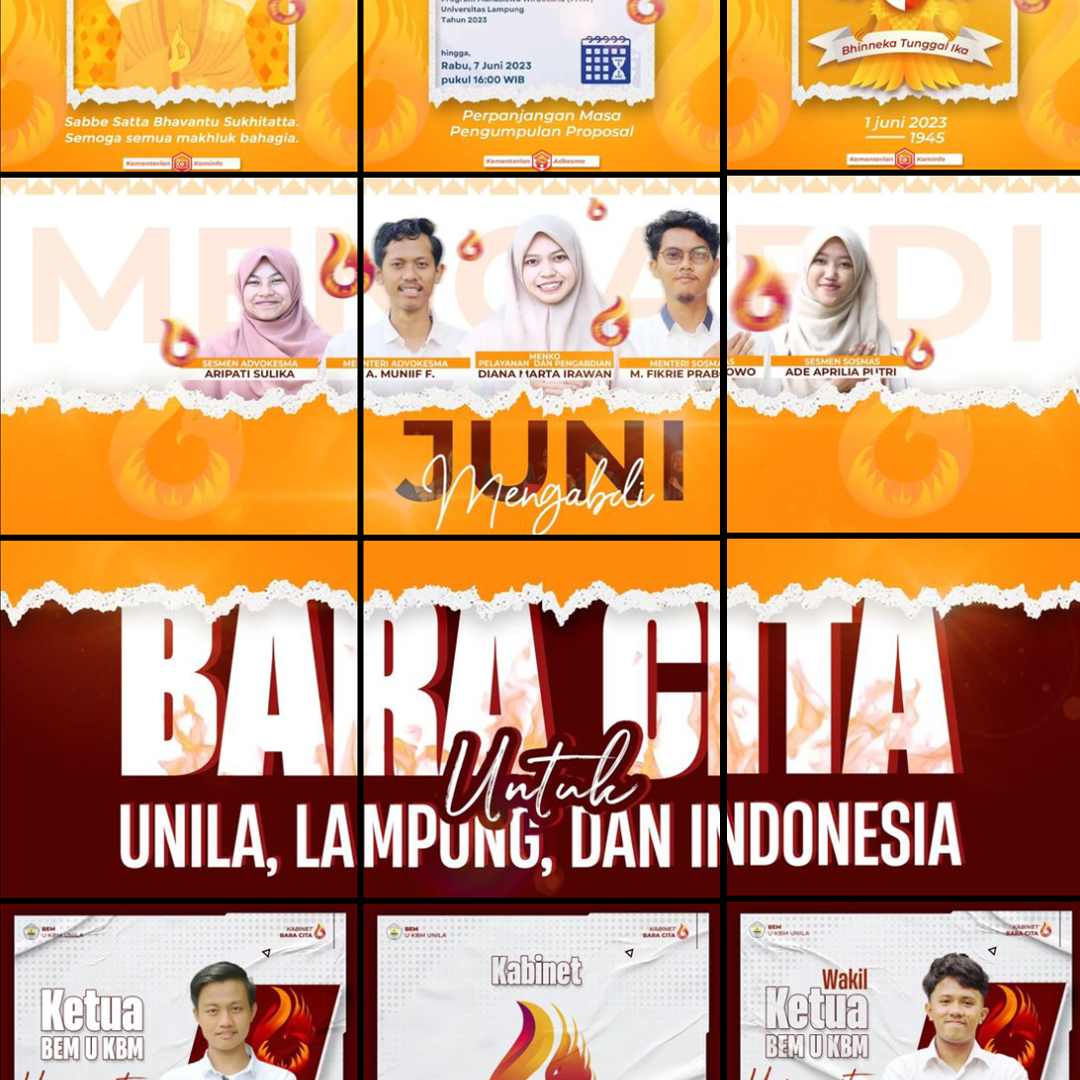 Universitas Lampung
Tahun 2023
hingga,
Rabu, 7 Juni 2023
pukul 16:00 WIB
Bhinneka Tunggal Ika
Sabbe Satta Bhavantu Sukhitatta.
Semoga semua makhluk bahagia.
Perpanjangan Masa
Pengumpulan Proposal
1 juni 2023
1945
Kementerian Kominfo
Kementerian Adkesma
Kementerian Kominfo
MENGABDI
SESMEN ADVOKESMA
ARIPATI SULIKA
MENTERI ADVOKESMA
A. MUNIIF F.
MENKO
PELAYANAN DAN PENGABDIAN
DIANA MARTA IRAWAN
MENTERI SOSMAS
M. FIKRIE PRABOWO
SESMEN SOSMAS
ADE APRILIA PUTRI
JUNI
Mengabdi
BARA CITA
Untuk
UNILA, LAMPUNG, DAN INDONESIA
BEM
U KBM UNILA
KABINET
BARA CITA
Ketua
BEM U KBM
BEM
U KBM UNILA
KABINET
BARA CITA
Kabinet
BEM
U KBM UNILA
KABINET
BARA CITA
Wakil
Ketua
BEM U KBM